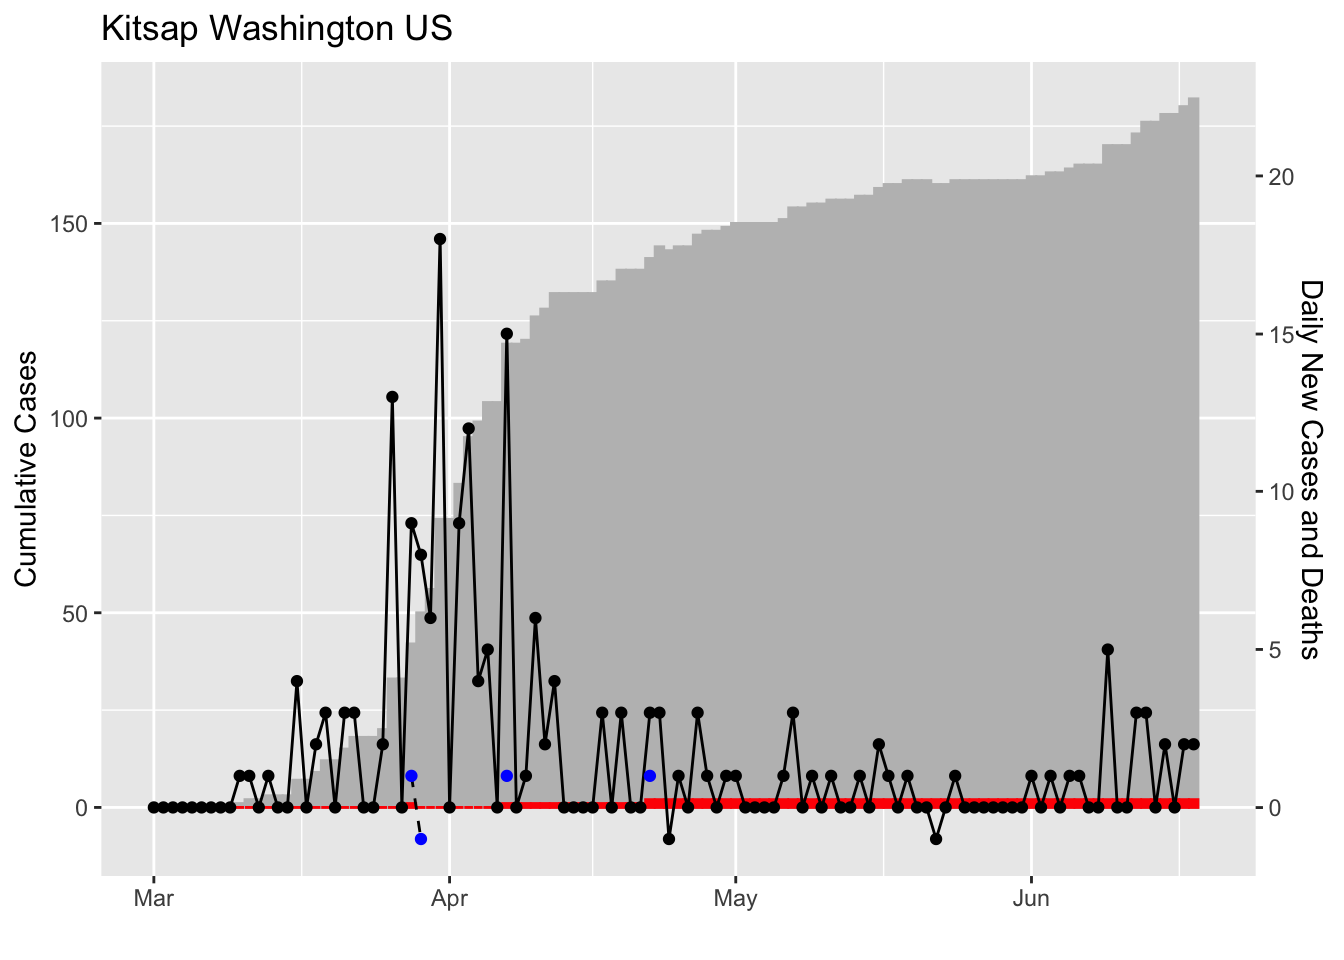 Kitsap Washington US
Cumulative Cases
150
100
50
0
20
15
10
5
0
Daily New Cases and Deaths
Mar
Apr
May
Jun